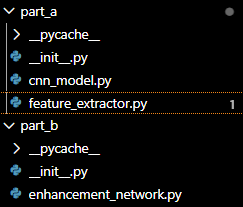 part_a
__pycache__
__init__.py
cnn_model.py
feature_extractor.py 1
part_b
__pycache__
__init__.py
enhancement_network.py